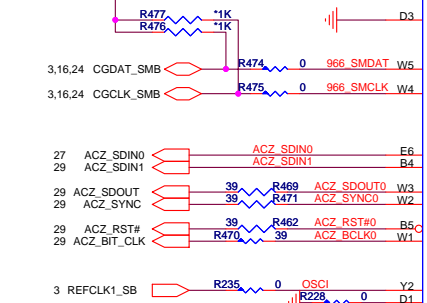 R477 *1K
R476 *1K
D3
3,16,24 CGDAT_SMB R474 0 966_SMDAT W5
3,16,24 CGCLK_SMB R475 0 966_SMCLK W4
27 ACZ_SDIN0 ACZ_SDIN0 E6
29 ACZ_SDIN1 ACZ_SDIN1 B4
29 ACZ_SDOUT 39 R469 ACZ_SDOUT0 W3
29 ACZ_SYNC 39 R471 ACZ_SYNC0 W2
29 ACZ_RST# 39 R462 ACZ_RST#0 B5
29 ACZ_BIT_CLK R470 39 ACZ_BCLK0 W1
3 REFCLK1_SB R235 0 OSCI Y2
R228 0 D1